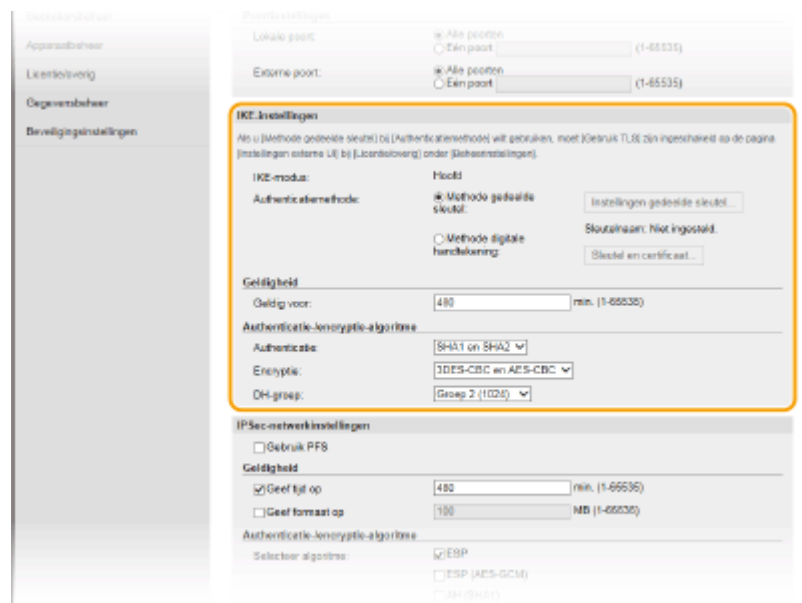 Apparaatbeheer
Licentie/overig
Gegevensbeheer
Beveiligingsinstellingen
Poortinstellingen
Lokale poort:
Alle poorten
Eén poort (1-65535)
Externe poort:
Alle poorten
Eén poort (1-65535)
IKE-instellingen
Als u [Methode gedeelde sleutel] bij [Authenticatiemethode] wilt gebruiken, moet [Gebruik TLS] zijn ingeschakeld op de pagina
[Instellingen externe UI] bij [Licentie/overig] onder [Beheerinstellingen].
IKE-modus: Hoofd
Authenticatiemethode: Methode gedeelde
sleutel: Instellingen gedeelde sleutel...
Sleutelnaam: Niet ingesteld.
Methode digitale
handtekening: Sleutel en certificaat...
Geldigheid
Geldig voor: 480 min. (1-65535)
Authenticatie-/encryptie-algoritme
Authenticatie: SHA1 en SHA2
Encryptie: 3DES-CBC en AES-CBC
DH-groep: Groep 2 (1024)
IPSec-netwerkinstellingen
Gebruik PFS
Geldigheid
Geef tijd op 480 min. (1-65535)
Geef formaat op 100 MB (1-65535)
Authenticatie-/encryptie-algoritme
Selecteer algoritme: ESP
ESP (AES-GCM)
AH (SHA1)